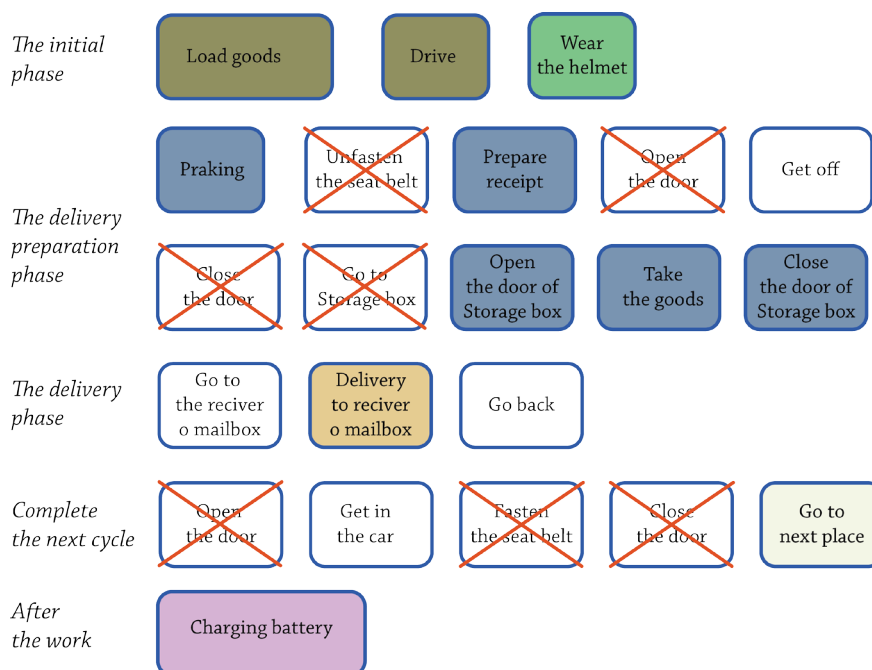 The initial
phase
Load goods
Drive
Wear
the helmet
The delivery
preparation
phase
Praking
Unfasten
the seat belt
Prepare
receipt
Open
the door
Get off
Close
the door
Go to
Storage box
Open
the door of
Storage box
Take
the goods
Close
the door of
Storage box
The delivery
phase
Go to
the reciver
o mailbox
Delivery
to reciver
o mailbox
Go back
Complete
the next cycle
Open
the door
Get in
the car
Fasten
the seat belt
Close
the door
Go to
next place
After
the work
Charging battery